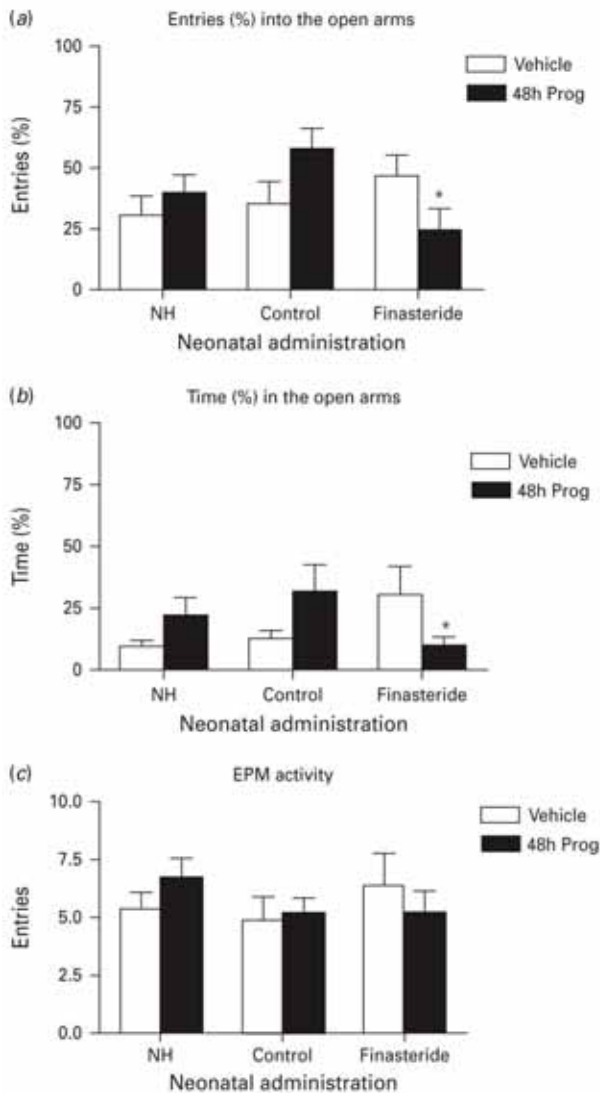 (a) Entries (%) into the open arms
100
75
50
25
0
Entries (%)
Vehicle
48h Prog
*
NH Control Finasteride
Neonatal administration
(b) Time (%) in the open arms
100
75
50
25
0
Time (%)
Vehicle
48h Prog
*
NH Control Finasteride
Neonatal administration
(c) EPM activity
10.0
7.5
5.0
2.5
0.0
Entries
Vehicle
48h Prog
NH Control Finasteride
Neonatal administration